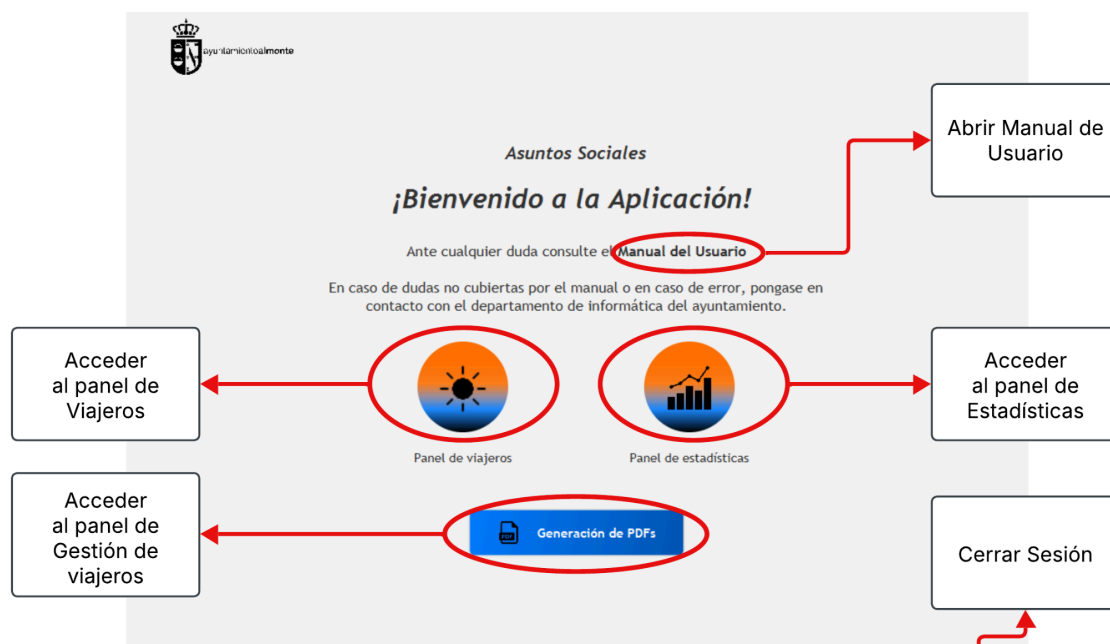 ayuntamientoalmonte
Abrir Manual de
Usuario
Asuntos Sociales
¡Bienvenido a la Aplicación!
Ante cualquier duda consulte el Manual del Usuario
En caso de dudas no cubiertas por el manual o en caso de error, pongase en
contacto con el departamento de informática del ayuntamiento.
Acceder
al panel de
Viajeros
Acceder
al panel de
Estadísticas
Panel de viajeros
Panel de estadísticas
Acceder
al panel de
Gestión de
viajeros
PDF
Generación de PDFs
Cerrar Sesión